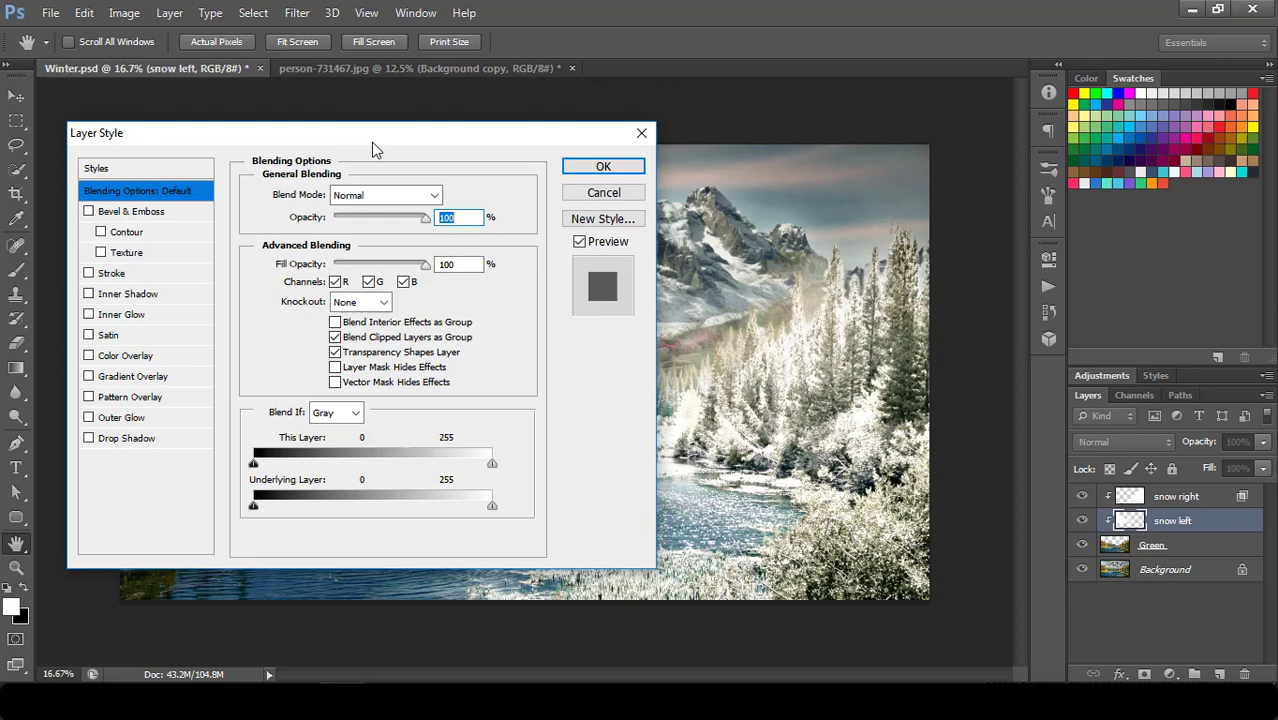 Ps File Edit Image Layer Type Select Filter 3D View Window Help
Scroll All Windows Actual Pixels Fit Screen Fill Screen Print Size Essentials
Winter.psd @ 16.7% (snow left, RGB/8#) * × person-731467.jpg @ 12.5% (Background copy, RGB/8#) * ×
Color Swatches
Layer Style
Styles
Blending Options: Default
Bevel & Emboss
Contour
Texture
Stroke
Inner Shadow
Inner Glow
Satin
Color Overlay
Gradient Overlay
Pattern Overlay
Outer Glow
Drop Shadow
Blending Options
General Blending
Blend Mode: Normal
Opacity: 100 %
Advanced Blending
Fill Opacity: 100 %
Channels: R G B
Knockout: None
Blend Interior Effects as Group
Blend Clipped Layers as Group
Transparency Shapes Layer
Layer Mask Hides Effects
Vector Mask Hides Effects
Blend If: Gray
This Layer: 0 255
Underlying Layer: 0 255
OK
Cancel
New Style...
Preview
Adjustments Styles
Layers Channels Paths
Kind
Normal Opacity: 100%
Lock: Fill: 100%
snow right
snow left
Green
Background
16.67% Doc: 43.2M/104.8M